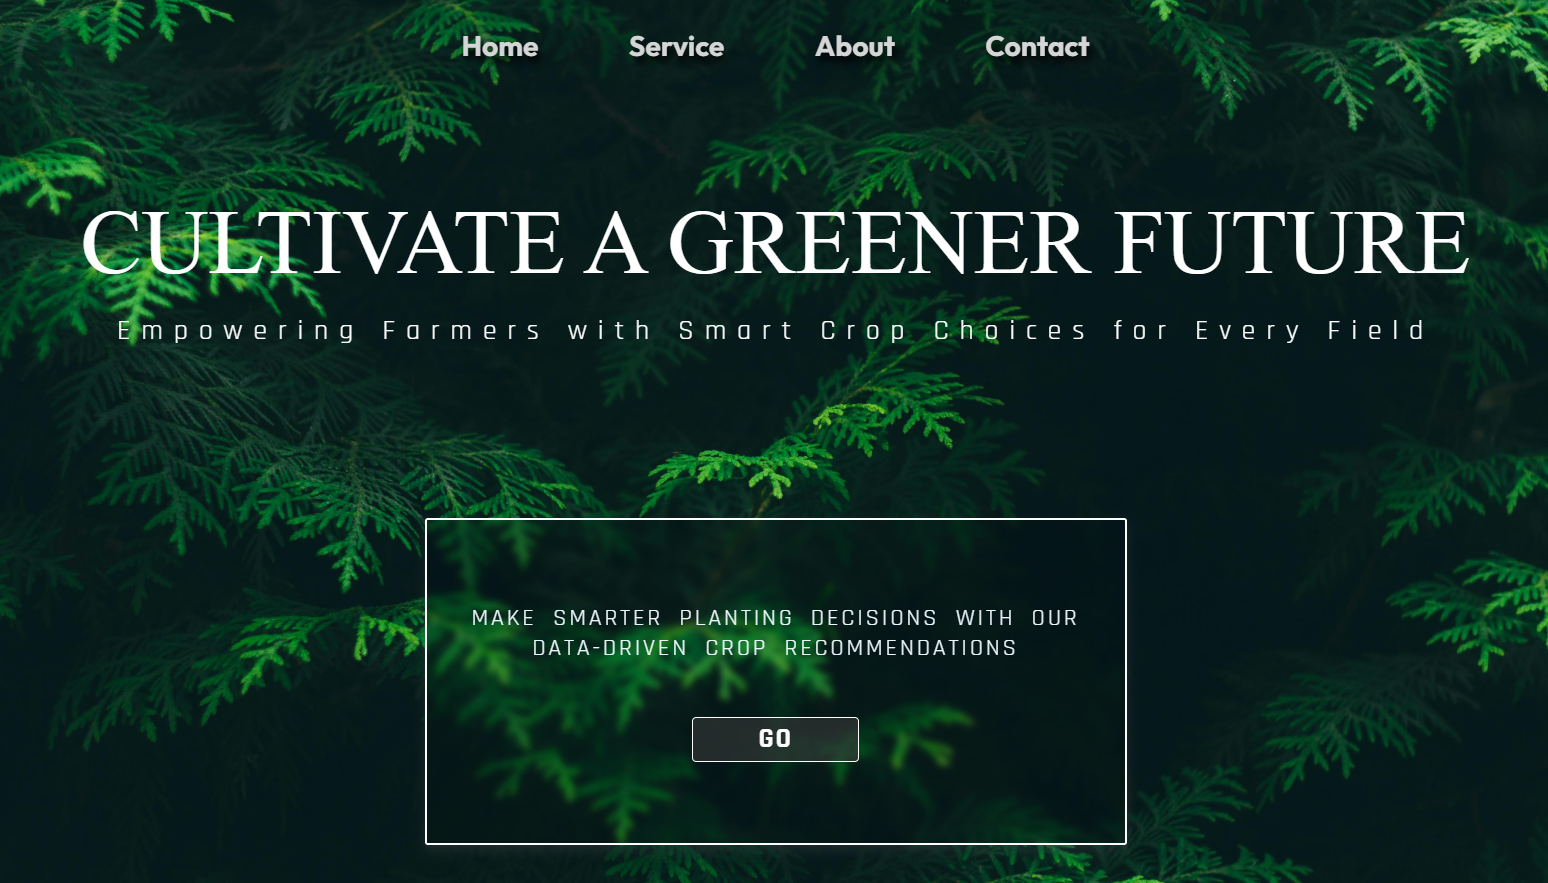 Home Service About Contact
CULTIVATE A GREENER FUTURE
Empowering Farmers with Smart Crop Choices for Every Field
MAKE SMARTER PLANTING DECISIONS WITH OUR
DATA-DRIVEN CROP RECOMMENDATIONS
GO